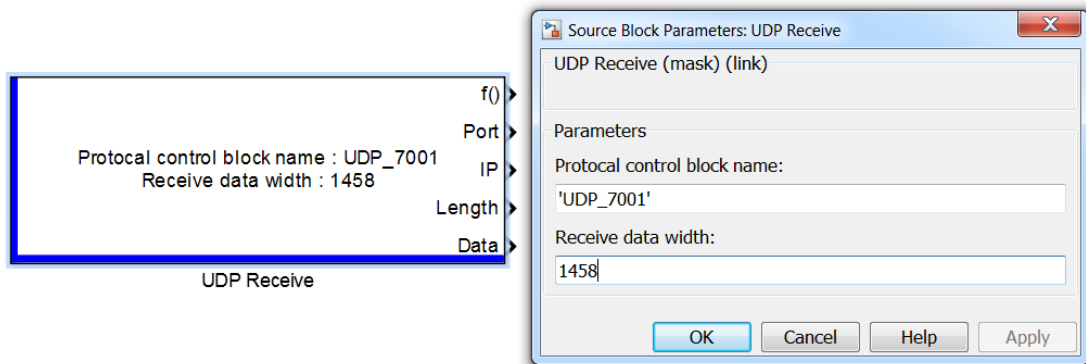 f()
Port
Protocal control block name : UDP_7001
IP
Receive data width : 1458
Length
Data
UDP Receive
Source Block Parameters: UDP Receive
X
UDP Receive (mask) (link)
Parameters
Protocal control block name:
'UDP_7001'
Receive data width:
1458
OK Cancel Help Apply